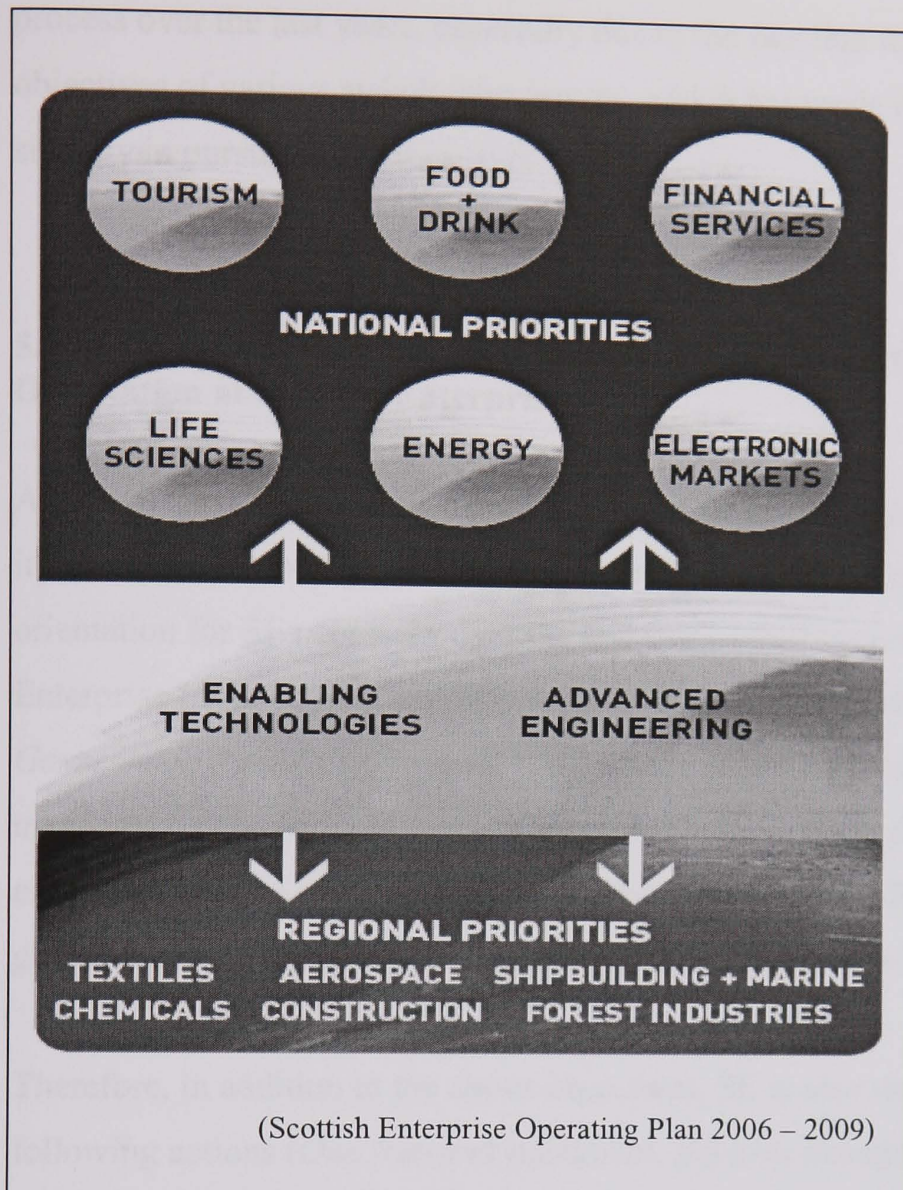 TOURISM
FOOD
+
DRINK
FINANCIAL
SERVICES
NATIONAL PRIORITIES
LIFE
SCIENCES
ENERGY
ELECTRONIC
MARKETS
ENABLING
TECHNOLOGIES
ADVANCED
ENGINEERING
REGIONAL PRIORITIES
TEXTILES AEROSPACE SHIPBUILDING + MARINE
CHEMICALS CONSTRUCTION FOREST INDUSTRIES
(Scottish Enterprise Operating Plan 2006 – 2009)